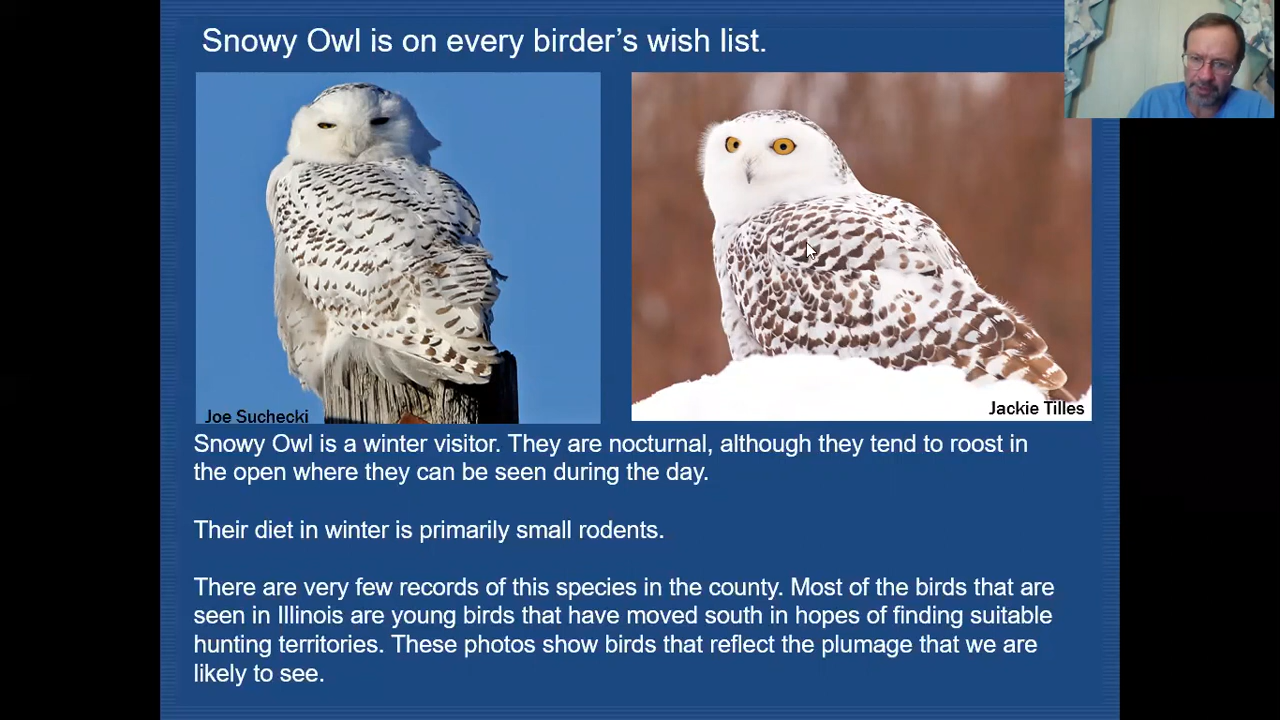 Snowy Owl is on every birder’s wish list.
Joe Suchecki
Jackie Tilles
Snowy Owl is a winter visitor. They are nocturnal, although they tend to roost in
the open where they can be seen during the day.
Their diet in winter is primarily small rodents.
There are very few records of this species in the county. Most of the birds that are
seen in Illinois are young birds that have moved south in hopes of finding suitable
hunting territories. These photos show birds that reflect the plumage that we are
likely to see.